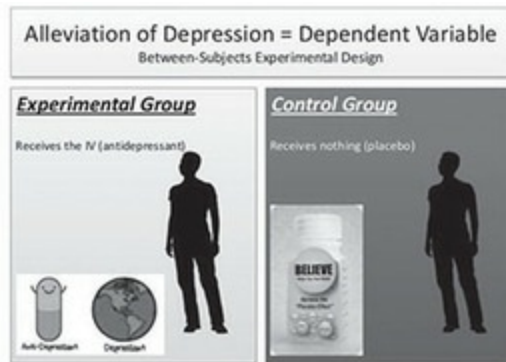 Alleviation of Depression = Dependent Variable
Between-Subjects Experimental Design
Experimental Group
Receives the IV (antidepressant)
Anti-Depressant
Depressant
Control Group
Receives nothing (placebo)
BELIEVE